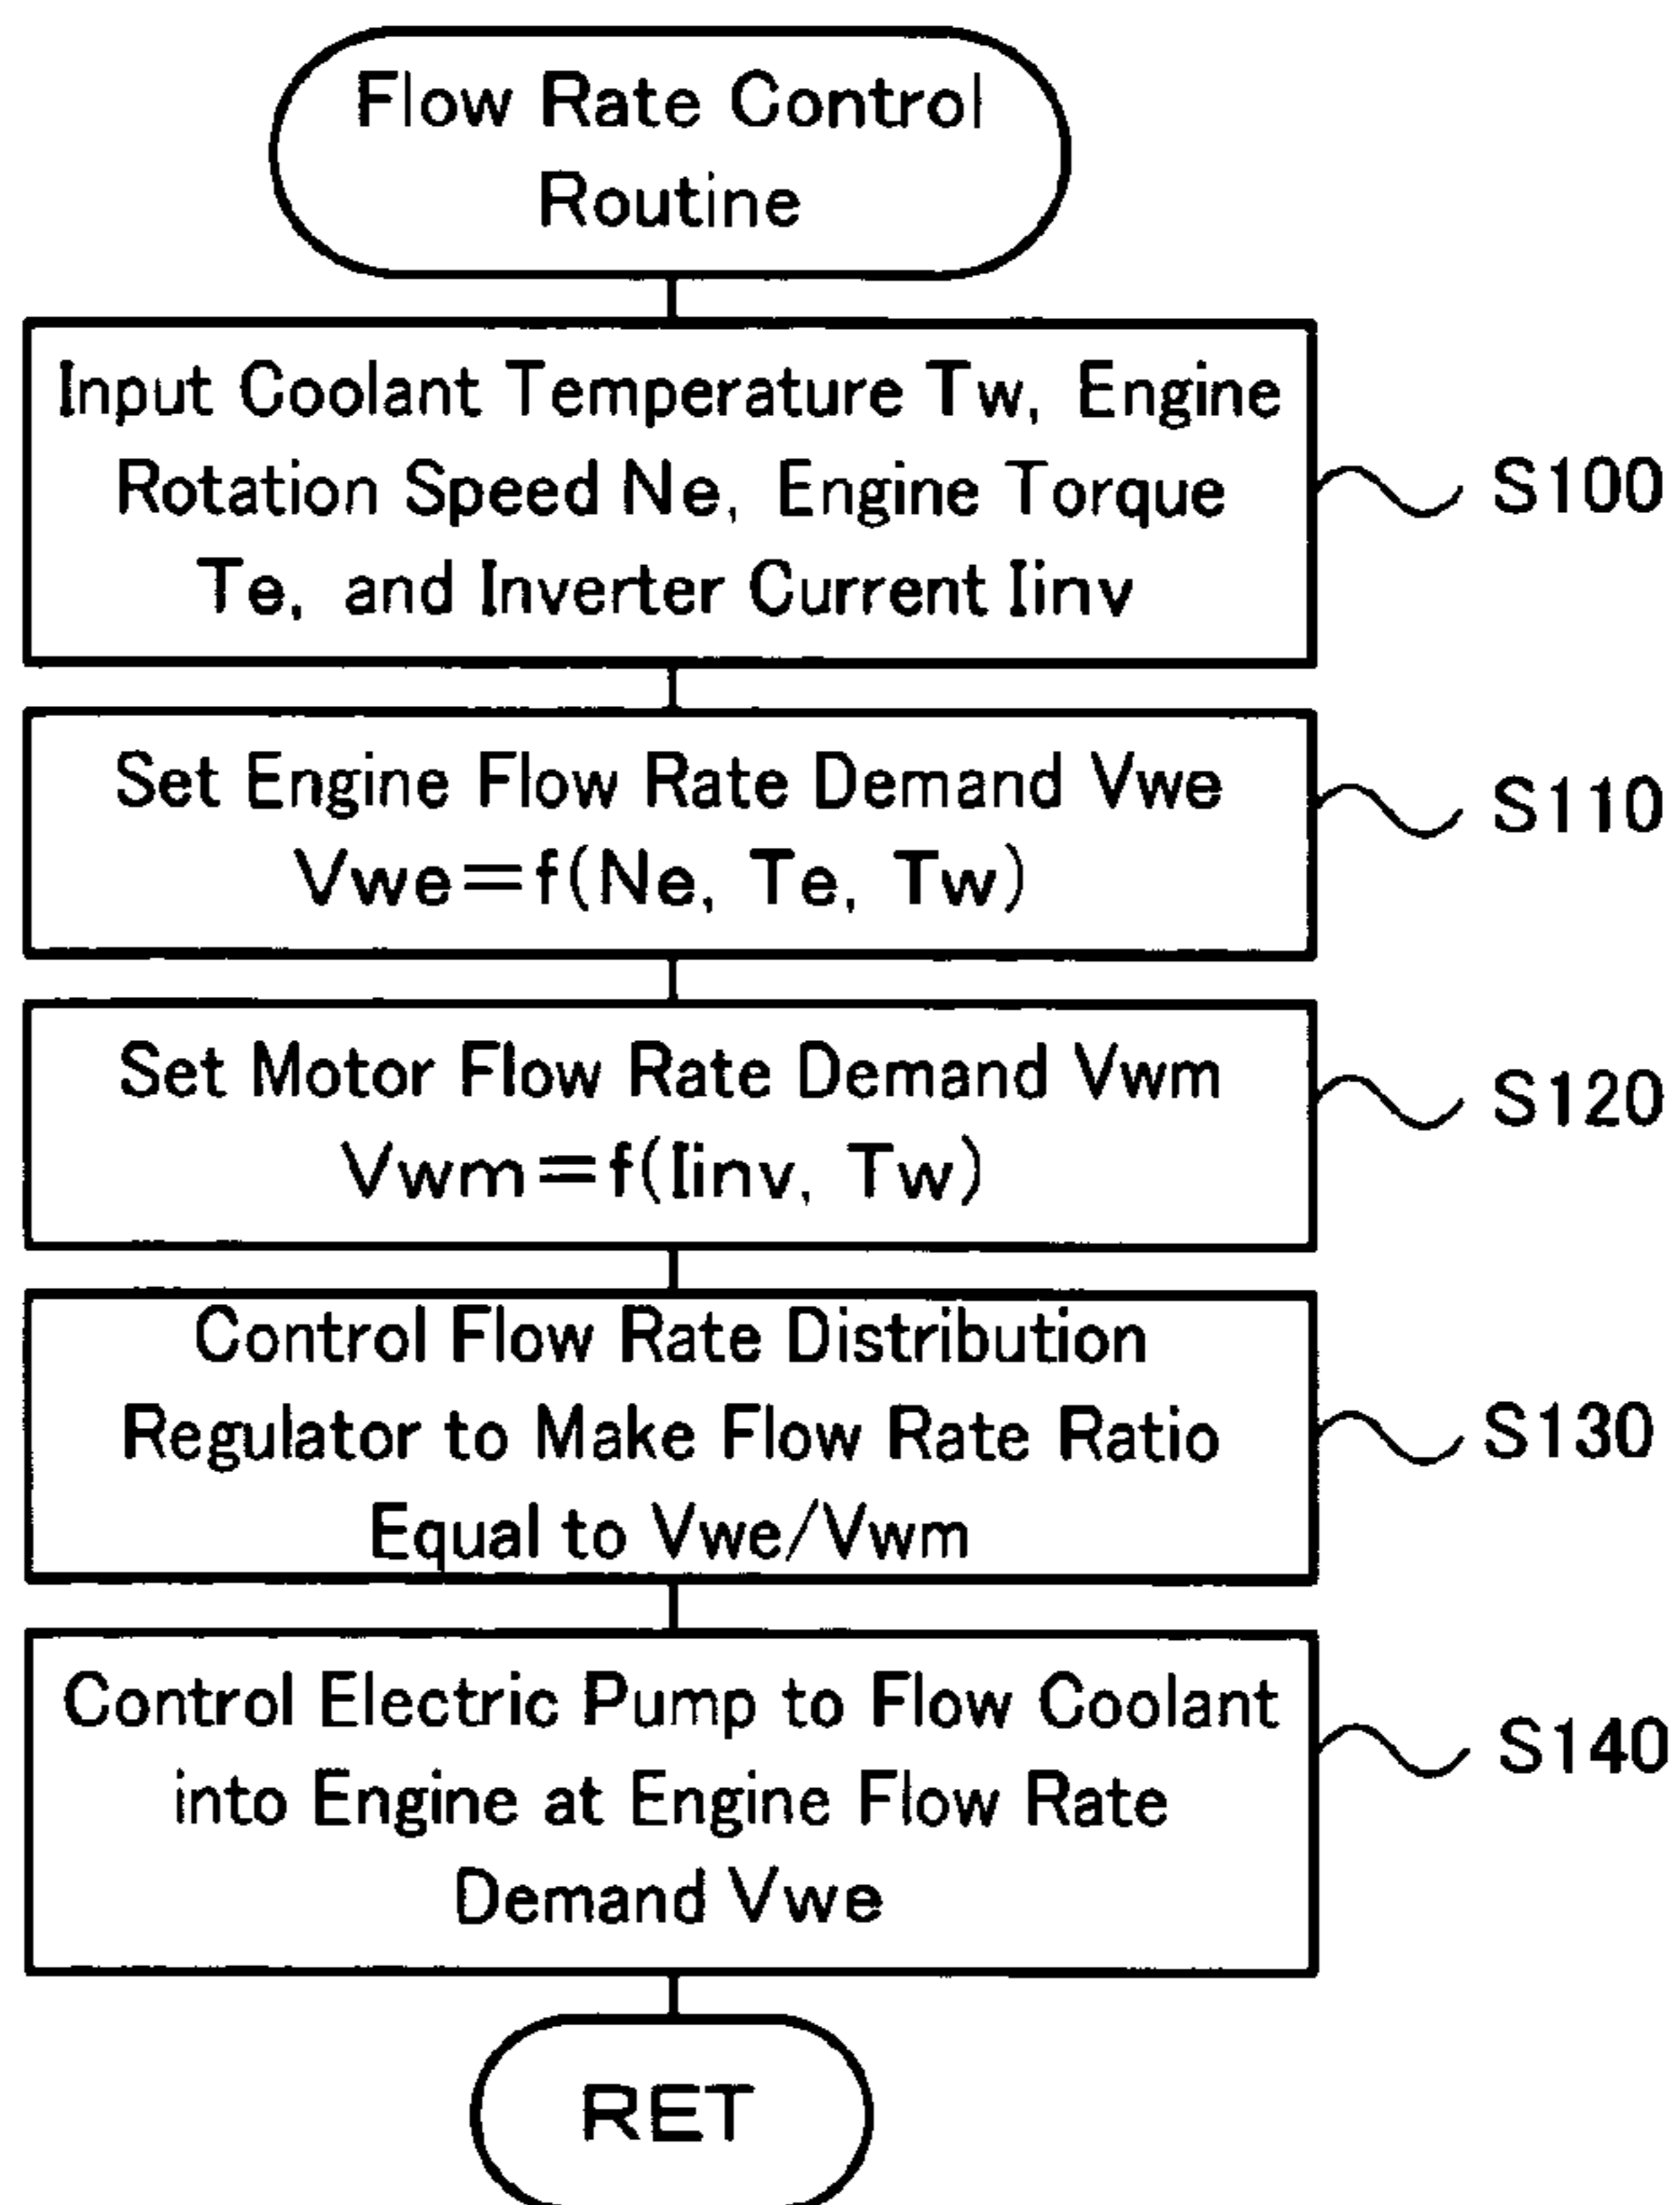 Flow Rate Control
Routine
Input Coolant Temperature Tw, Engine
Rotation Speed Ne, Engine Torque
Te, and Inverter Current Iinv
S100
Set Engine Flow Rate Demand Vwe
Vwe=f(Ne, Te, Tw)
S110
Set Motor Flow Rate Demand Vwm
Vwm=f(Iinv, Tw)
S120
Control Flow Rate Distribution
Regulator to Make Flow Rate Ratio
Equal to Vwe/Vwm
S130
Control Electric Pump to Flow Coolant
into Engine at Engine Flow Rate
Demand Vwe
S140
RET